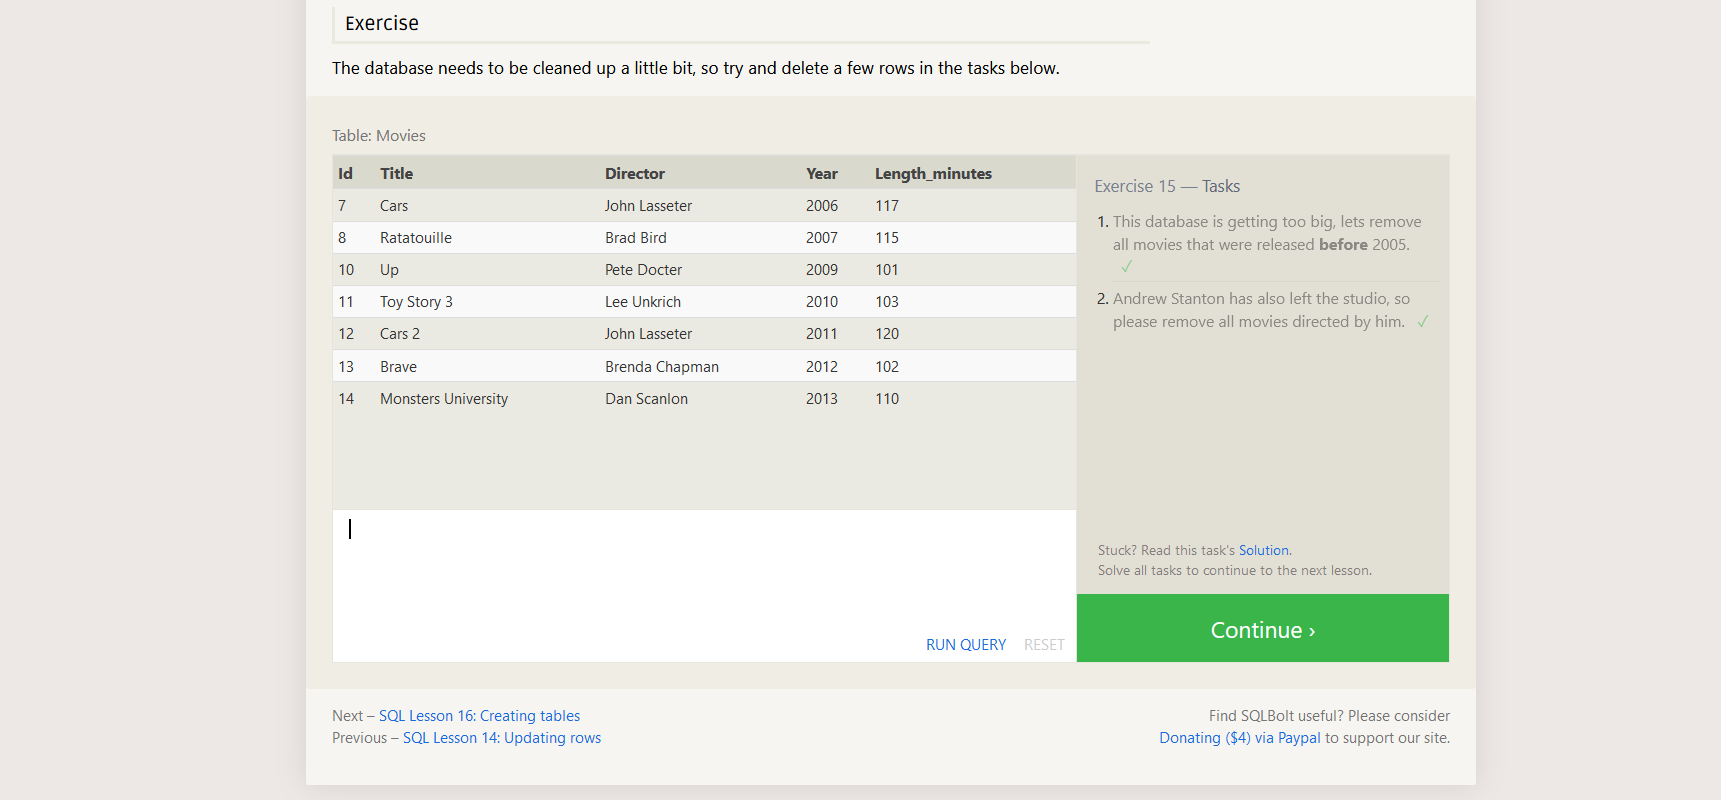 Exercise
The database needs to be cleaned up a little bit, so try and delete a few rows in the tasks below.
Table: Movies
Id Title Director Year Length_minutes
7 Cars John Lasseter 2006 117
8 Ratatouille Brad Bird 2007 115
10 Up Pete Docter 2009 101
11 Toy Story 3 Lee Unkrich 2010 103
12 Cars 2 John Lasseter 2011 120
13 Brave Brenda Chapman 2012 102
14 Monsters University Dan Scanlon 2013 110
RUN QUERY RESET
Exercise 15 — Tasks
1. This database is getting too big, lets remove
all movies that were released before 2005.
✓
2. Andrew Stanton has also left the studio, so
please remove all movies directed by him. ✓
Stuck? Read this task's Solution.
Solve all tasks to continue to the next lesson.
Continue ›
Next – SQL Lesson 16: Creating tables
Previous – SQL Lesson 14: Updating rows
Find SQLBolt useful? Please consider
Donating ($4) via Paypal to support our site.